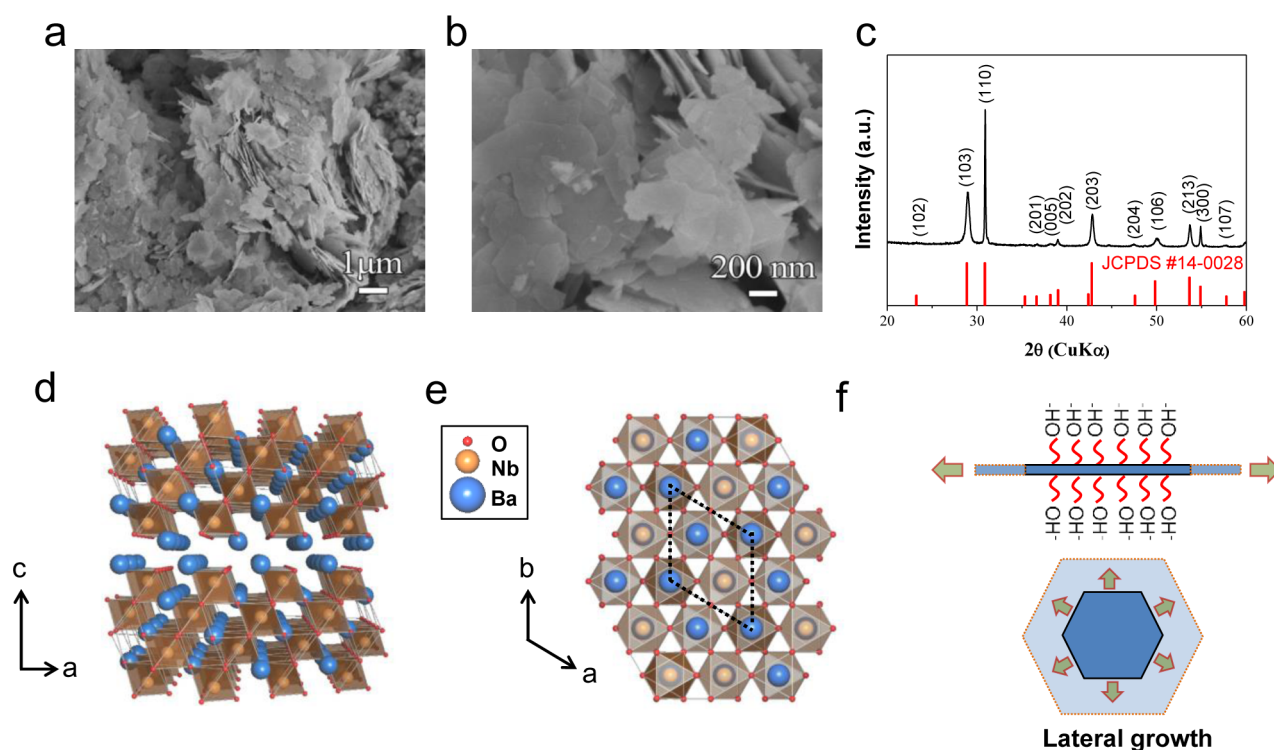 a
1μm
b
200 nm
c
Intensity (a.u.)
(102)
(103)
(110)
(201)
(005)
(202)
(203)
(204)
(106)
(213)
(300)
(107)
JCPDS #14-0028
20 30 40 50 60
2θ (CuKα)
d
c
a
e
O
Nb
Ba
b
a
f
-OH -OH -OH -OH -OH -OH
HO- HO- HO- HO- HO- HO-
Lateral growth